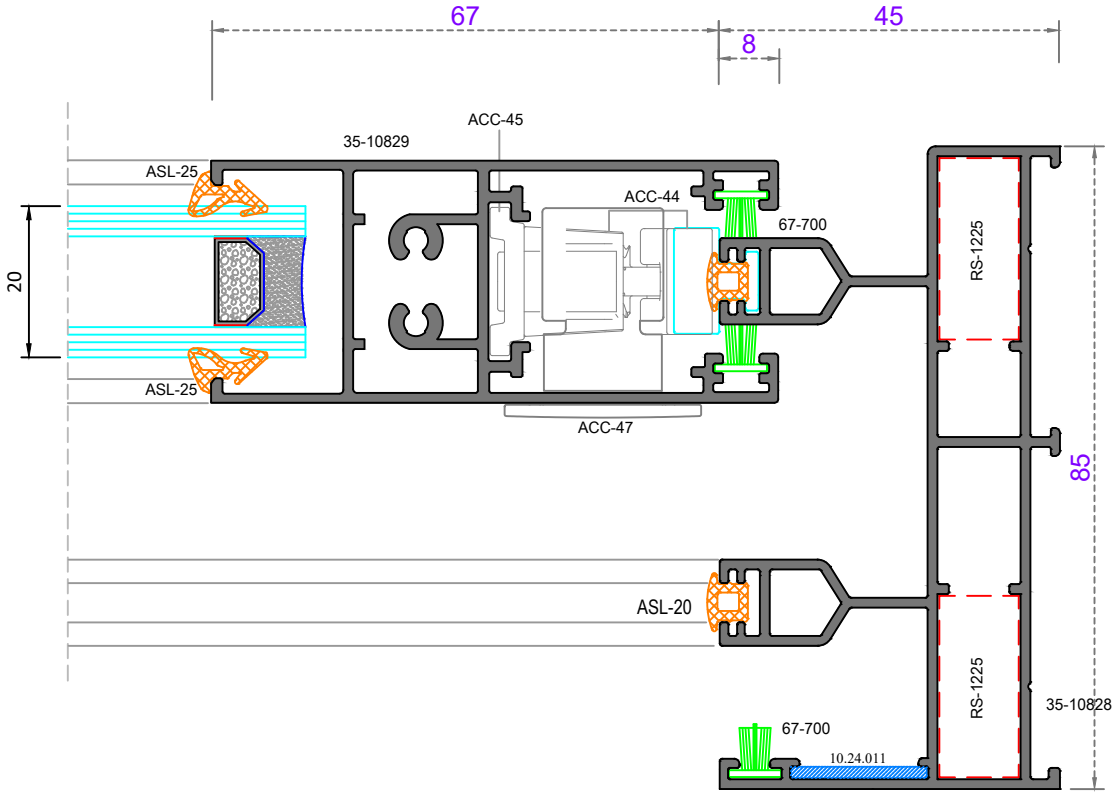 67
45
8
ACC-45
35-10829
ASL-25
ACC-44
67-700
RS-1225
20
ASL-25
ACC-47
85
ASL-20
RS-1225
35-10828
67-700
10.24.011